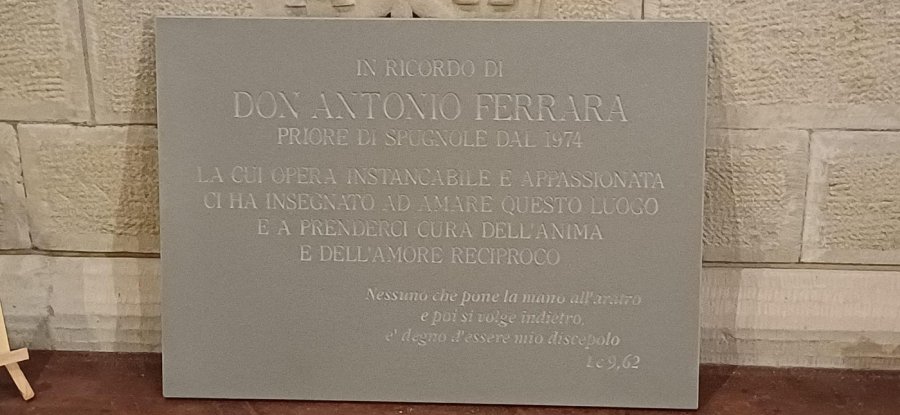 IN RICORDO DI
DON ANTONIO FERRARA
PRIORE DI SPUGNOLE DAL 1974
LA CUI OPERA INSTANCABILE E APPASSIONATA
CI HA INSEGNATO AD AMARE QUESTO LUOGO
E A PRENDERCI CURA DELL'ANIMA
E DELL'AMORE RECIPROCO
Nessuno che pone la mano all'aratro
e poi si volge indietro,
e' degno d'essere mio discepolo
Lc 9,62